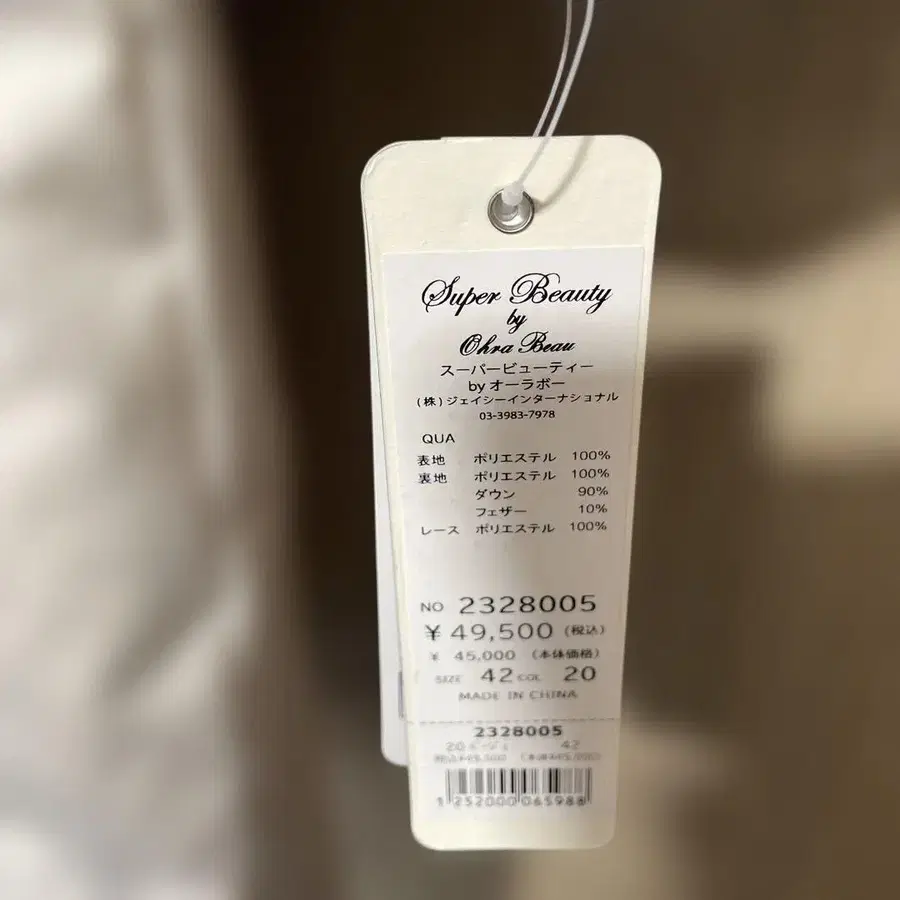 Super Beauty
by
Ohra Beau
スーパービューティー
by オーラボー
(株)ジェイシーインターナショナル
03-3983-7978
QUA
表地 ポリエステル 100%
裏地 ポリエステル 100%
ダウン 90%
フェザー 10%
レース ポリエステル 100%
NO 2328005
¥ 49,500 (税込)
¥ 45,000 (本体価格)
SIZE 42 COL 20
MADE IN CHINA
2328005
20 42
1 252000 065988